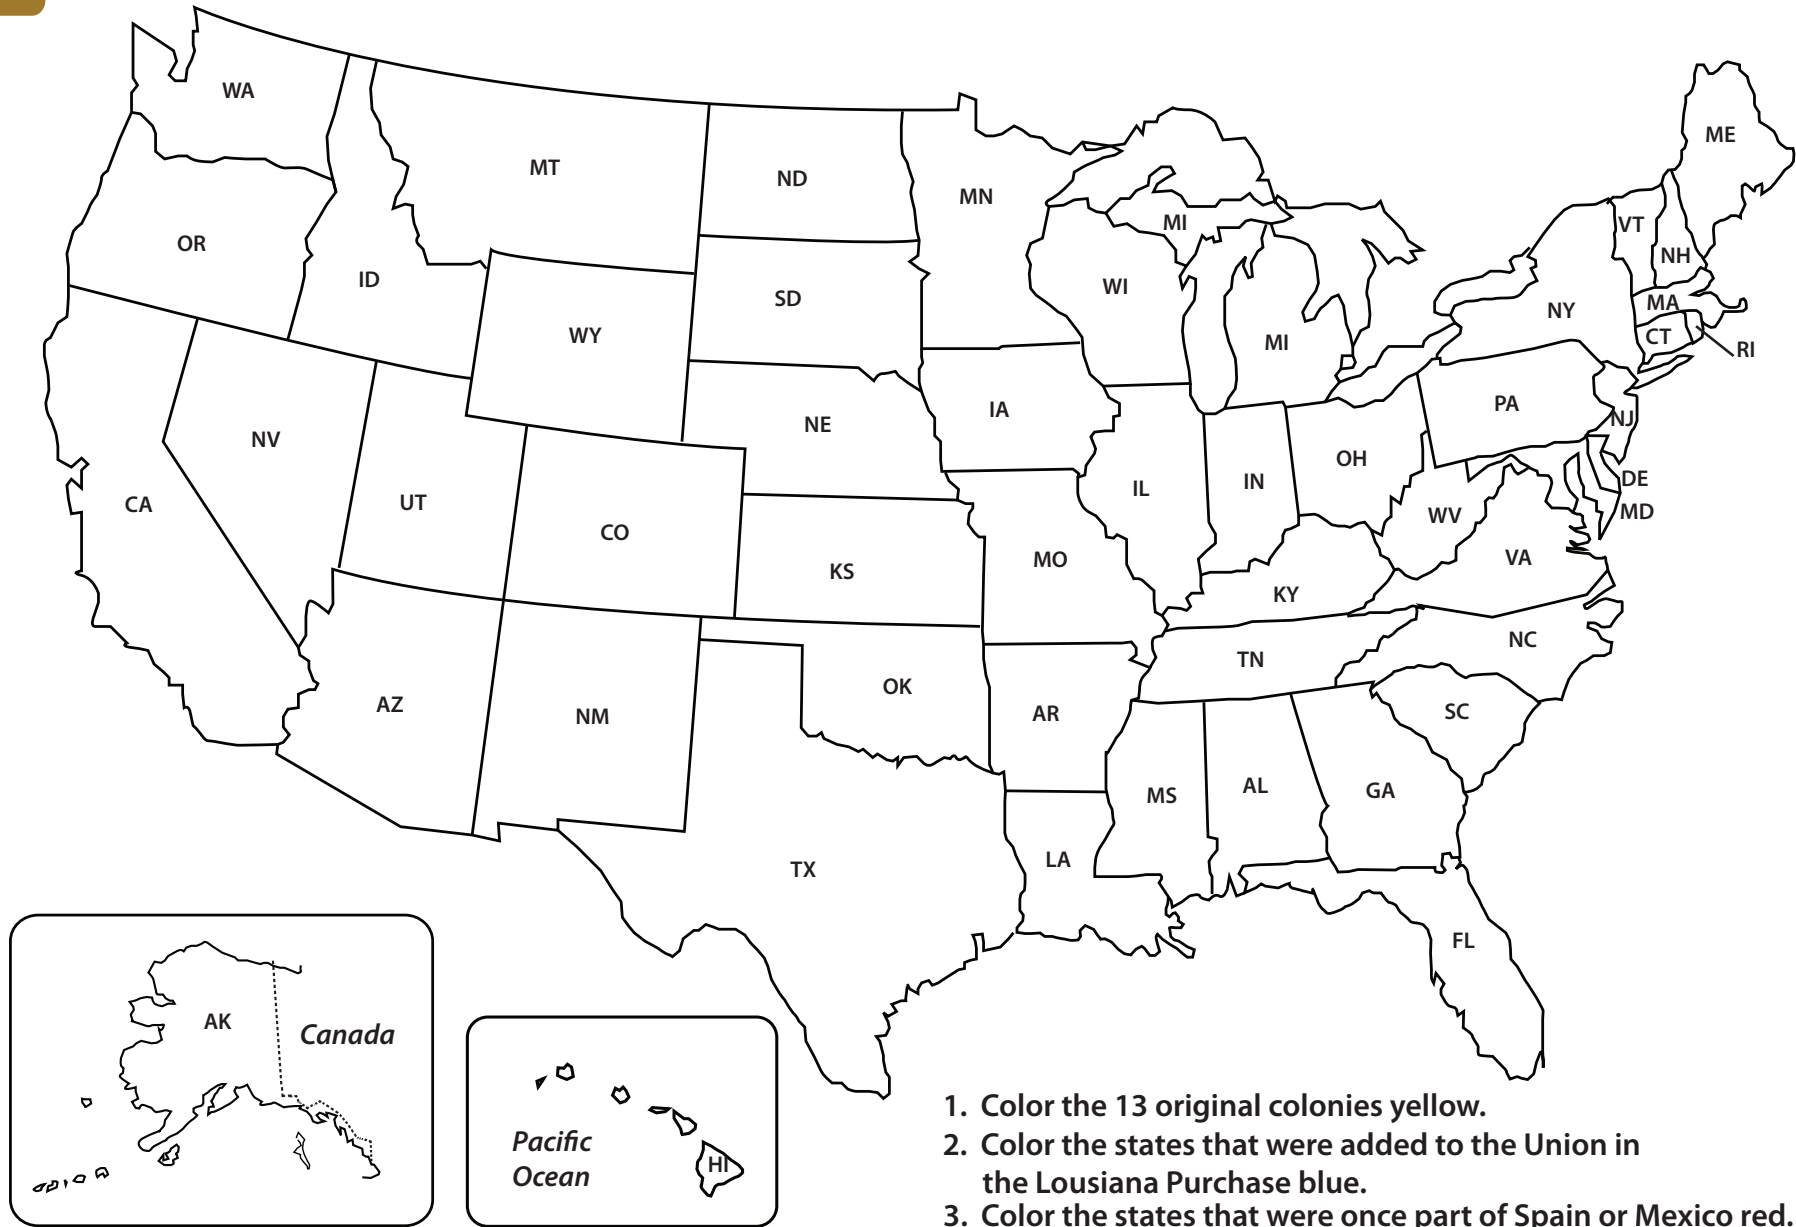 WA
MT
ND
MN
ME
OR
ID
SD
WI
MI
VT
NH
WY
MI
NY
MA
CT
RI
NV
NE
IA
PA
NJ
CA
UT
CO
KS
MO
IL
IN
OH
WV
DE
MD
VA
KY
AZ
NM
OK
AR
TN
NC
SC
TX
LA
MS
AL
GA
FL
AK
Canada
Pacific
Ocean
HI
1. Color the 13 original colonies yellow.
2. Color the states that were added to the Union in
the Lousiana Purchase blue.
3. Color the states that were once part of Spain or Mexico red.